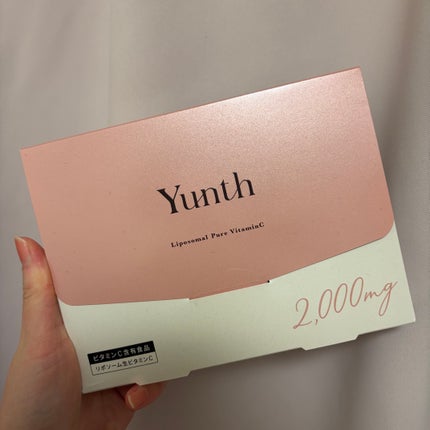 Yunth
Liposomal Pure VitaminC
2,000mg
ビタミンC含有食品
リポソーム生ビタミンC